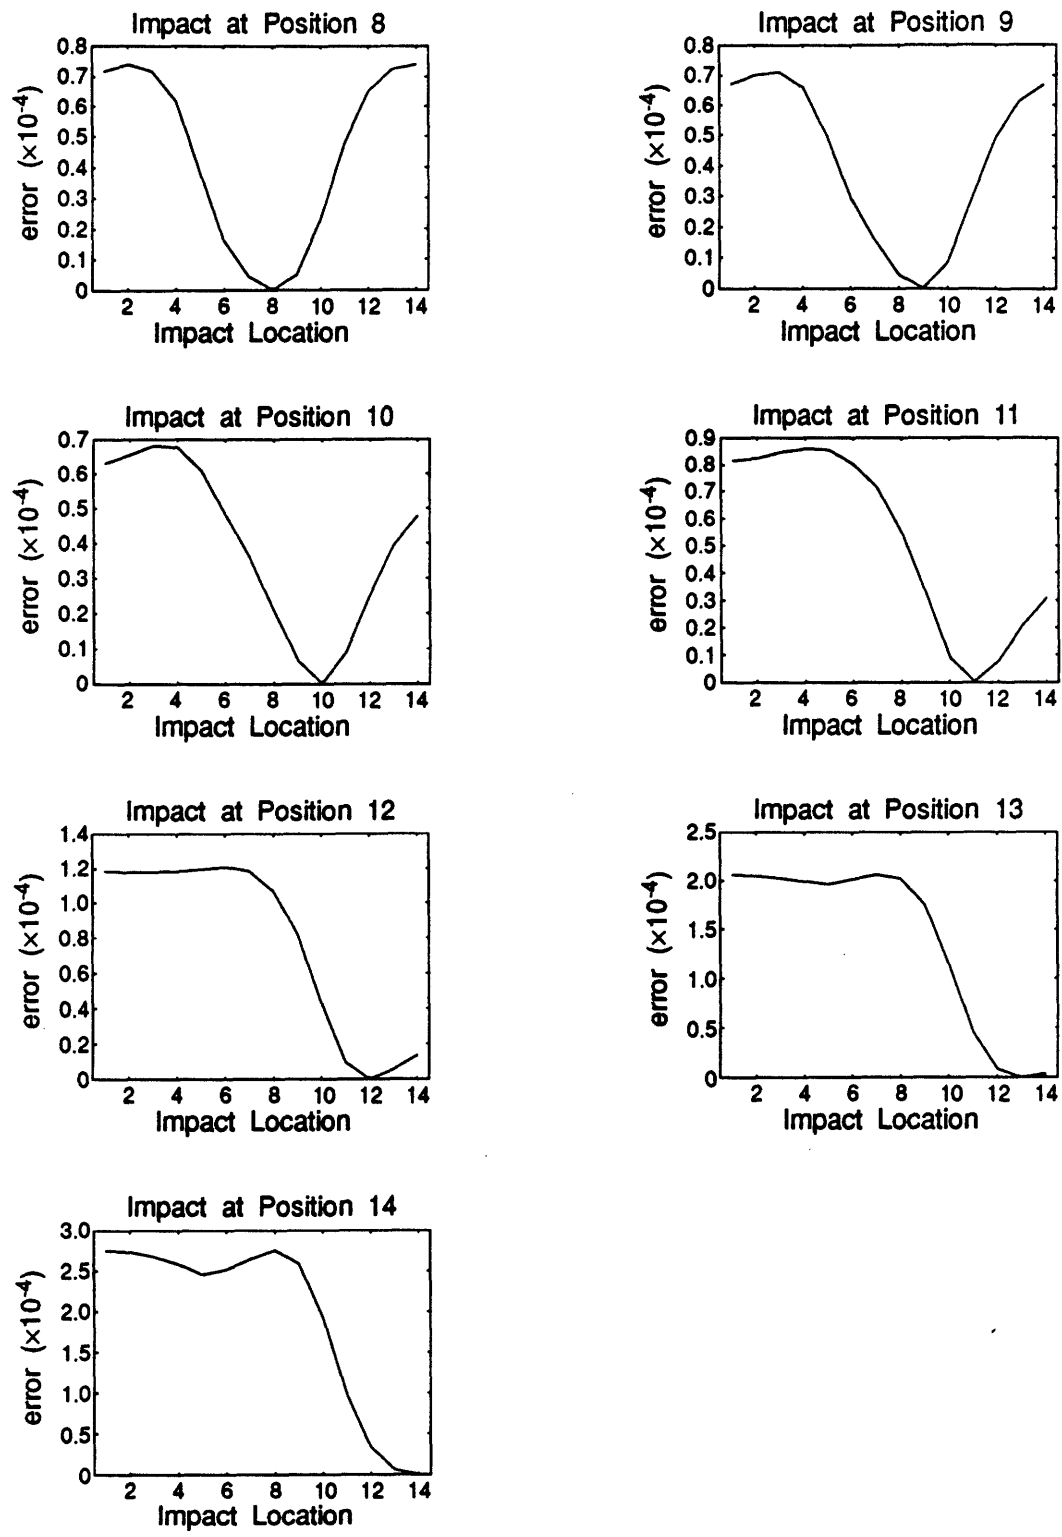 Impact at Position 8
error (×10⁻⁴)
0.8
0.7
0.6
0.5
0.4
0.3
0.2
0.1
0
2 4 6 8 10 12 14
Impact Location
Impact at Position 9
error (×10⁻⁴)
0.8
0.7
0.6
0.5
0.4
0.3
0.2
0.1
0
2 4 6 8 10 12 14
Impact Location
Impact at Position 10
error (×10⁻⁴)
0.7
0.6
0.5
0.4
0.3
0.2
0.1
0
2 4 6 8 10 12 14
Impact Location
Impact at Position 11
error (×10⁻⁴)
0.9
0.8
0.7
0.6
0.5
0.4
0.3
0.2
0.1
0
2 4 6 8 10 12 14
Impact Location
Impact at Position 12
error (×10⁻⁴)
1.4
1.2
1.0
0.8
0.6
0.4
0.2
0
2 4 6 8 10 12 14
Impact Location
Impact at Position 13
error (×10⁻⁴)
2.5
2.0
1.5
1.0
0.5
0
2 4 6 8 10 12 14
Impact Location
Impact at Position 14
error (×10⁻⁴)
3.0
2.5
2.0
1.5
1.0
0.5
0
2 4 6 8 10 12 14
Impact Location